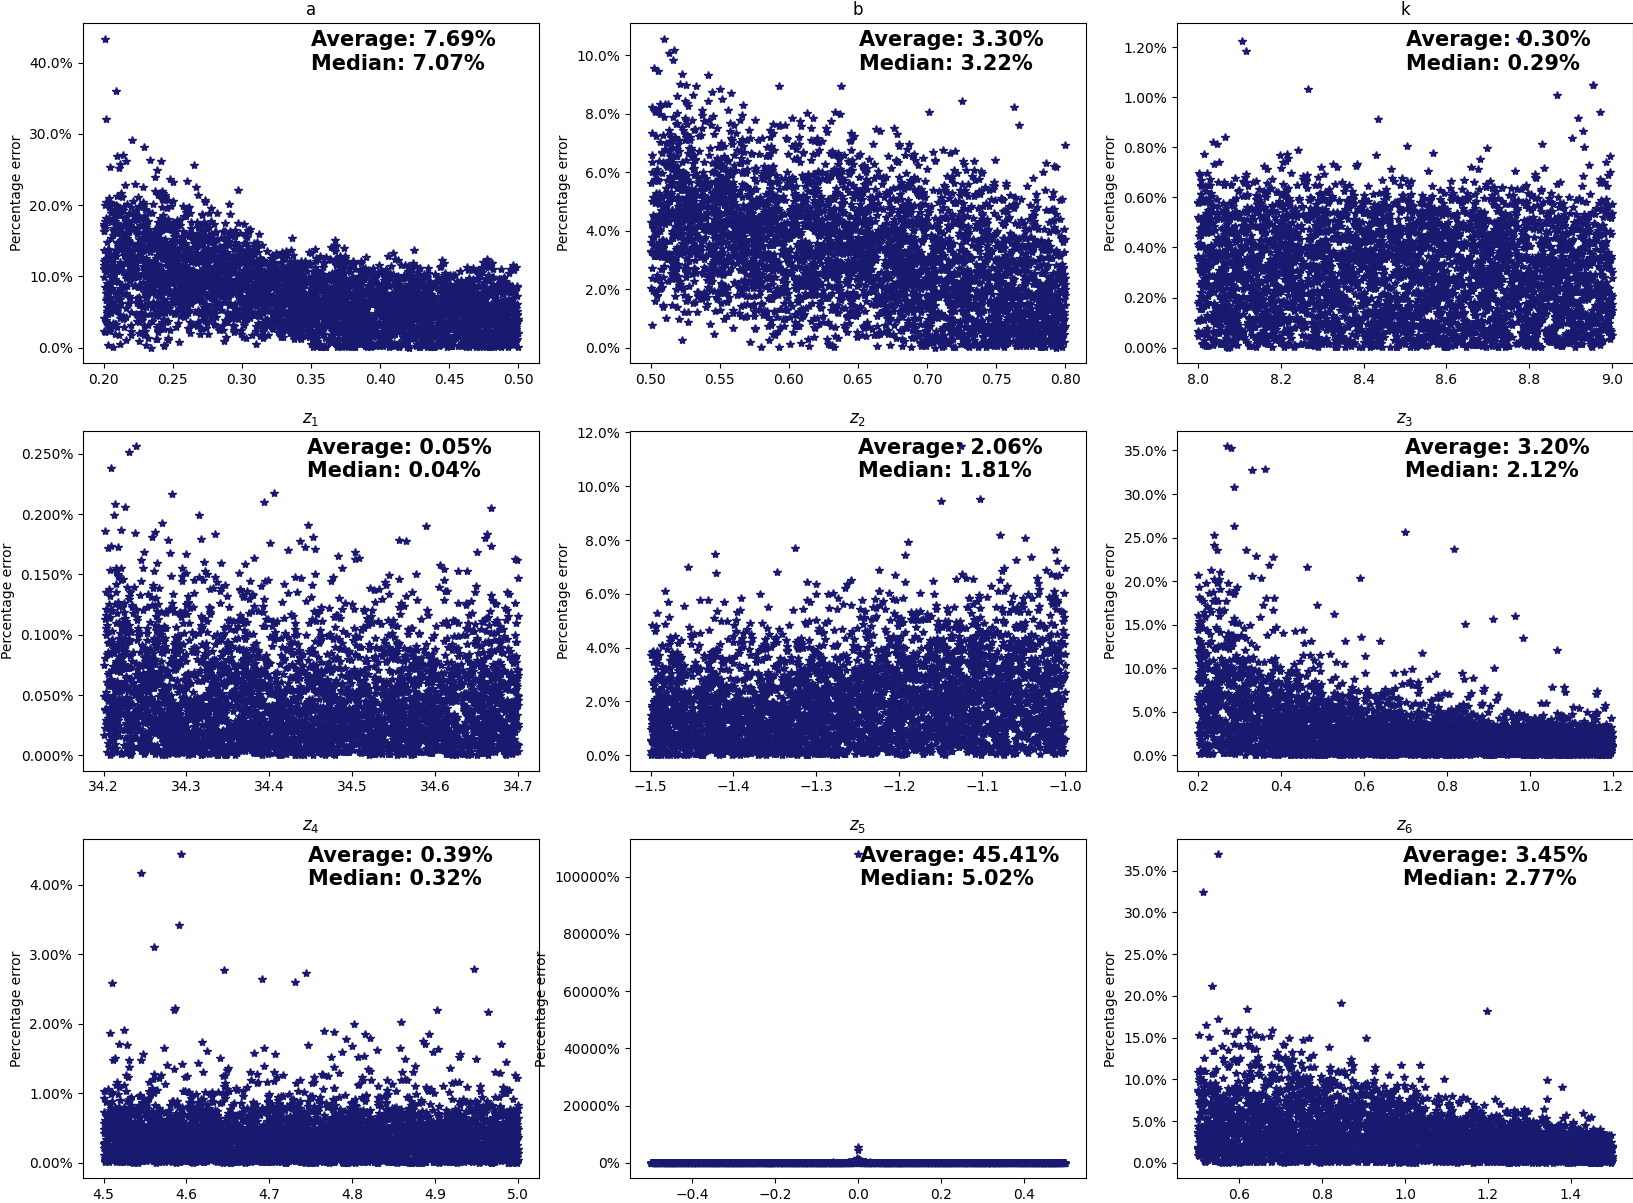 a
Average: 7.69%
Median: 7.07%
Percentage error
40.0%
30.0%
20.0%
10.0%
0.0%
0.20 0.25 0.30 0.35 0.40 0.45 0.50
b
Average: 3.30%
Median: 3.22%
Percentage error
10.0%
8.0%
6.0%
4.0%
2.0%
0.0%
0.50 0.55 0.60 0.65 0.70 0.75 0.80
k
Average: 0.30%
Median: 0.29%
Percentage error
1.20%
1.00%
0.80%
0.60%
0.40%
0.20%
0.00%
8.0 8.2 8.4 8.6 8.8 9.0
z₁
Average: 0.05%
Median: 0.04%
Percentage error
0.250%
0.200%
0.150%
0.100%
0.050%
0.000%
34.2 34.3 34.4 34.5 34.6 34.7
z₂
Average: 2.06%
Median: 1.81%
Percentage error
12.0%
10.0%
8.0%
6.0%
4.0%
2.0%
0.0%
−1.5 −1.4 −1.3 −1.2 −1.1 −1.0
z₃
Average: 3.20%
Median: 2.12%
Percentage error
35.0%
30.0%
25.0%
20.0%
15.0%
10.0%
5.0%
0.0%
0.2 0.4 0.6 0.8 1.0 1.2
z₄
Average: 0.39%
Median: 0.32%
Percentage error
4.00%
3.00%
2.00%
1.00%
0.00%
4.5 4.6 4.7 4.8 4.9 5.0
z₅
Average: 45.41%
Median: 5.02%
Percentage error
100000%
80000%
60000%
40000%
20000%
0%
−0.4 −0.2 0.0 0.2 0.4
z₆
Average: 3.45%
Median: 2.77%
Percentage error
35.0%
30.0%
25.0%
20.0%
15.0%
10.0%
5.0%
0.0%
0.6 0.8 1.0 1.2 1.4